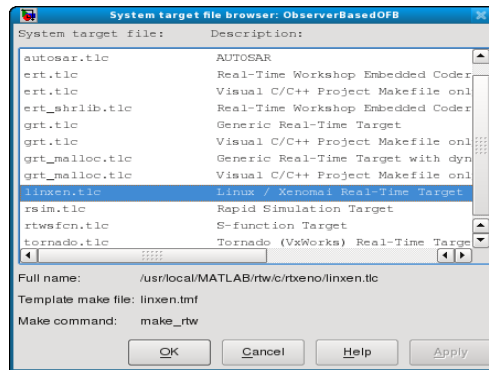 System target file browser: ObserverBasedOFB
System target file: Description:
autosar.tlc AUTOSAR
ert.tlc Real-Time Workshop Embedded Coder
ert.tlc Visual C/C++ Project Makefile onl
ert_shrlib.tlc Real-Time Workshop Embedded Coder
grt.tlc Generic Real-Time Target
grt.tlc Visual C/C++ Project Makefile onl
grt_malloc.tlc Generic Real-Time Target with dyn
grt_malloc.tlc Visual C/C++ Project Makefile onl
linxen.tlc Linux / Xenomai Real-Time Target
rsim.tlc Rapid Simulation Target
rtwsfcn.tlc S-function Target
tornado.tlc Tornado (VxWorks) Real-Time Targe
Full name: /usr/local/MATLAB/rtw/c/rtxeno/linxen.tlc
Template make file: linxen.tmf
Make command: make_rtw
OK Cancel Help Apply